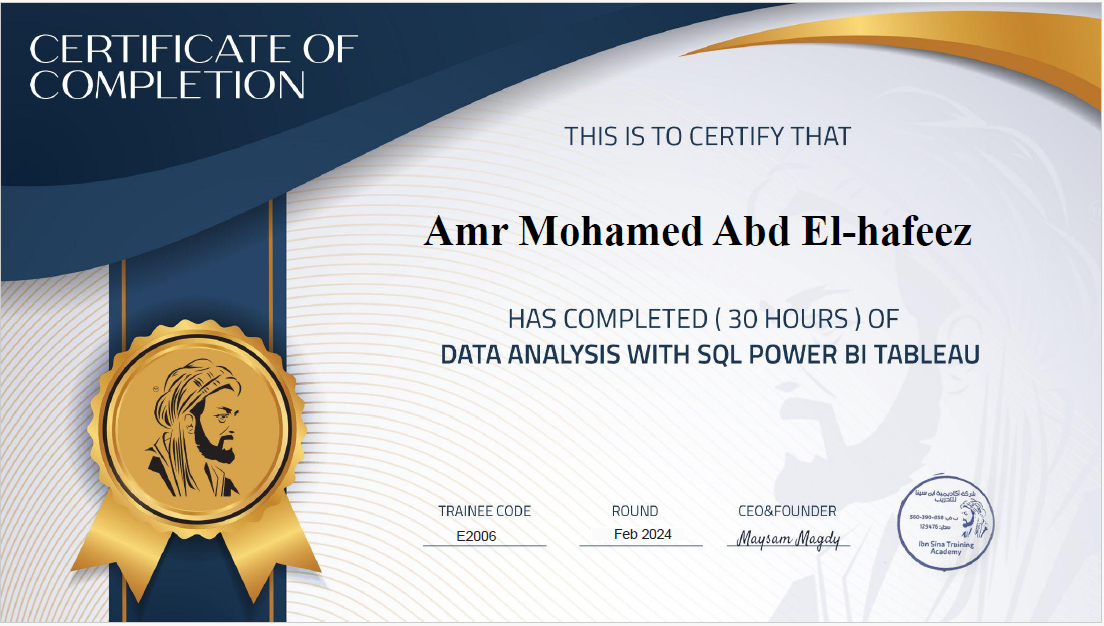 CERTIFICATE OF
COMPLETION
THIS IS TO CERTIFY THAT
Amr Mohamed Abd El-hafeez
HAS COMPLETED ( 30 HOURS ) OF
DATA ANALYSIS WITH SQL POWER BI TABLEAU
TRAINEE CODE
E2006
ROUND
Feb 2024
CEO&FOUNDER
Maysam Magdy
شركة أكاديمية ابن سينا
للتدريب
Ibn Sina Training
Academy